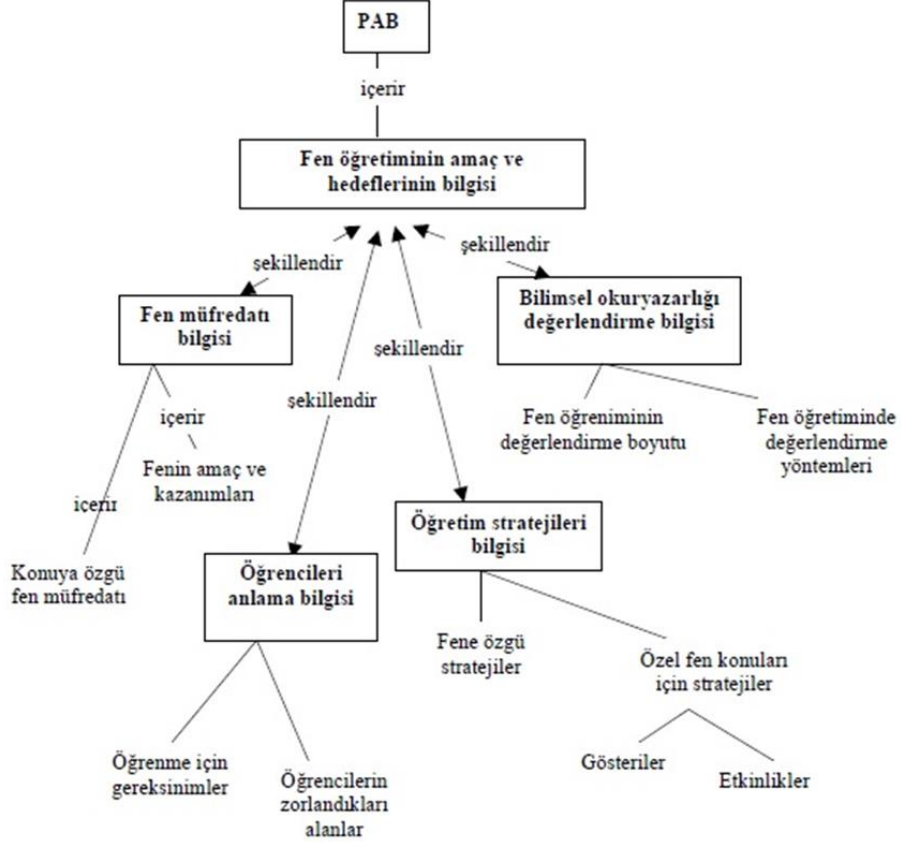 PAB
içerir
Fen öğretiminin amaç ve
hedeflerinin bilgisi
şekillendir
şekillendir
şekillendir
şekillendir
Fen müfredatı
bilgisi
Bilimsel okuryazarlığı
değerlendirme bilgisi
içerir
Fenin amaç ve
kazanımları
içerir
Konuya özgü
fen müfredatı
Fen öğreniminin
değerlendirme boyutu
Fen öğretiminde
değerlendirme
yöntemleri
Öğrencileri
anlama bilgisi
Öğretim stratejileri
bilgisi
Fene özgü
stratejiler
Özel fen konuları
için stratejiler
Öğrenme için
gereksinimler
Öğrencilerin
zorlandıkları
alanlar
Gösteriler
Etkinlikler